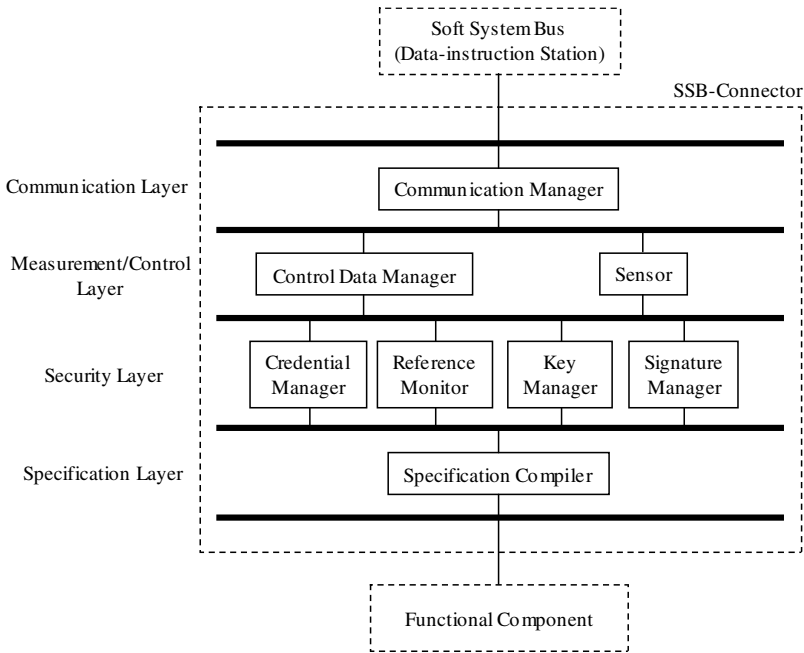 Soft System Bus
(Data-instruction Station)
SSB-Connector
Communication Layer
Communication Manager
Measurement/Control
Layer
Control Data Manager
Sensor
Security Layer
Credential
Manager
Reference
Monitor
Key
Manager
Signature
Manager
Specification Layer
Specification Compiler
Functional Component